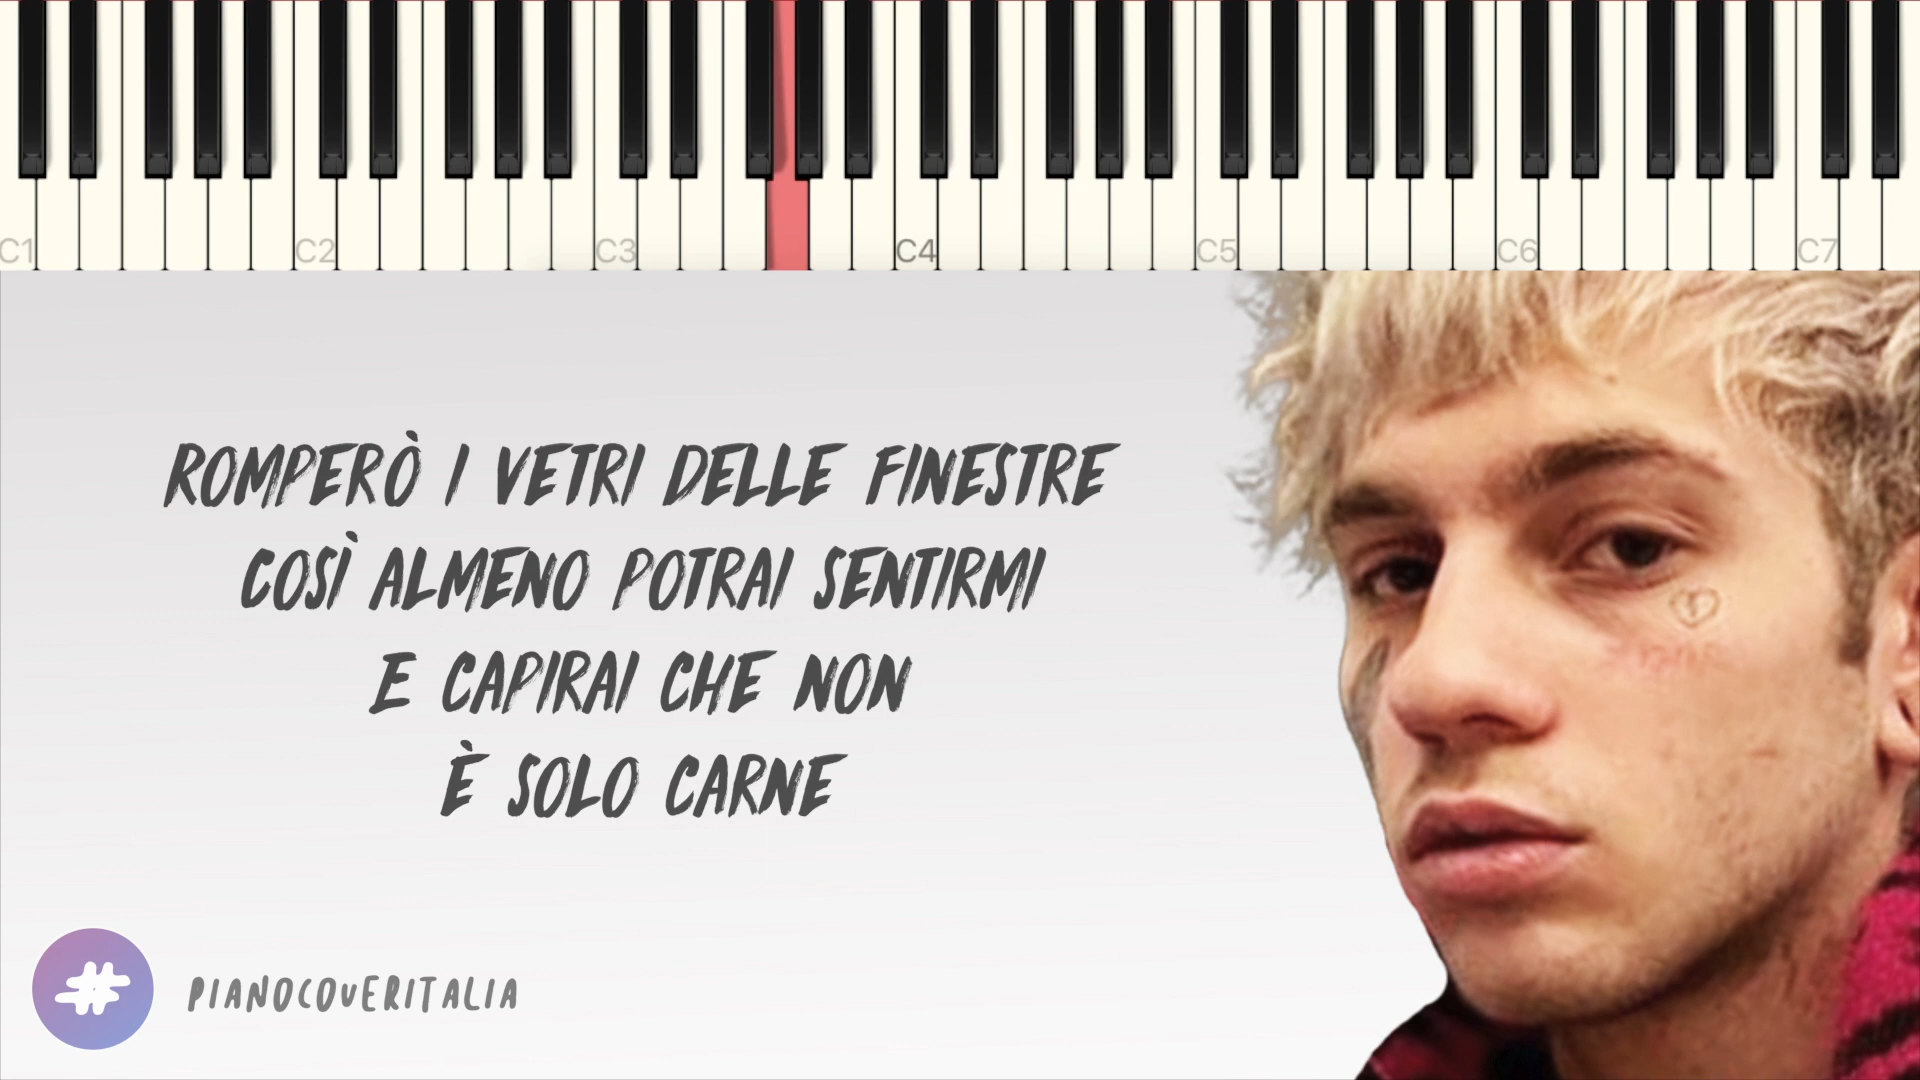 C1 C2 C3 C4 C5 C6 C7
ROMPERÒ I VETRI DELLE FINESTRE
COSÌ ALMENO POTRAI SENTIRMI
E CAPIRAI CHE NON
È SOLO CARNE
# PIANOCOVERITALIA